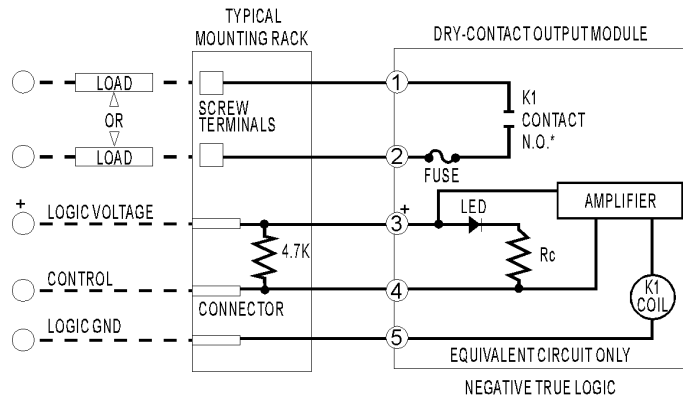 TYPICAL
MOUNTING RACK
DRY-CONTACT OUTPUT MODULE
LOAD
OR
LOAD
SCREW
TERMINALS
1
2
FUSE
K1
CONTACT
N.O.*
+
LOGIC VOLTAGE
4.7K
3
+
LED
Rc
AMPLIFIER
CONTROL
CONNECTOR
4
K1
COIL
LOGIC GND
5
EQUIVALENT CIRCUIT ONLY
NEGATIVE TRUE LOGIC